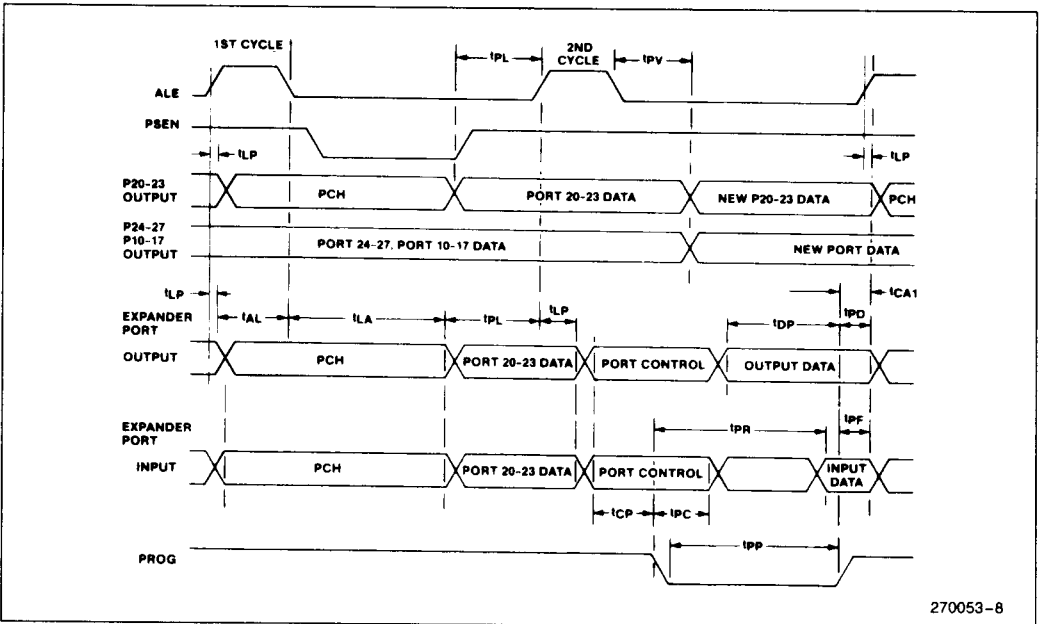 1ST CYCLE
tPL
2ND
CYCLE
tPV
ALE
PSEN
tLP
tLP
P20-23
OUTPUT
PCH
PORT 20-23 DATA
NEW P20-23 DATA
PCH
P24-27
P10-17
OUTPUT
PORT 24-27, PORT 10-17 DATA
NEW PORT DATA
tLP
tCA1
EXPANDER
PORT
OUTPUT
tAL
tLA
tPL
tLP
tDP
tPD
PCH
PORT 20-23 DATA
PORT CONTROL
OUTPUT DATA
EXPANDER
PORT
INPUT
tPR
tPF
PCH
PORT 20-23 DATA
PORT CONTROL
INPUT
DATA
tCP
tPC
PROG
tPP
270053-8